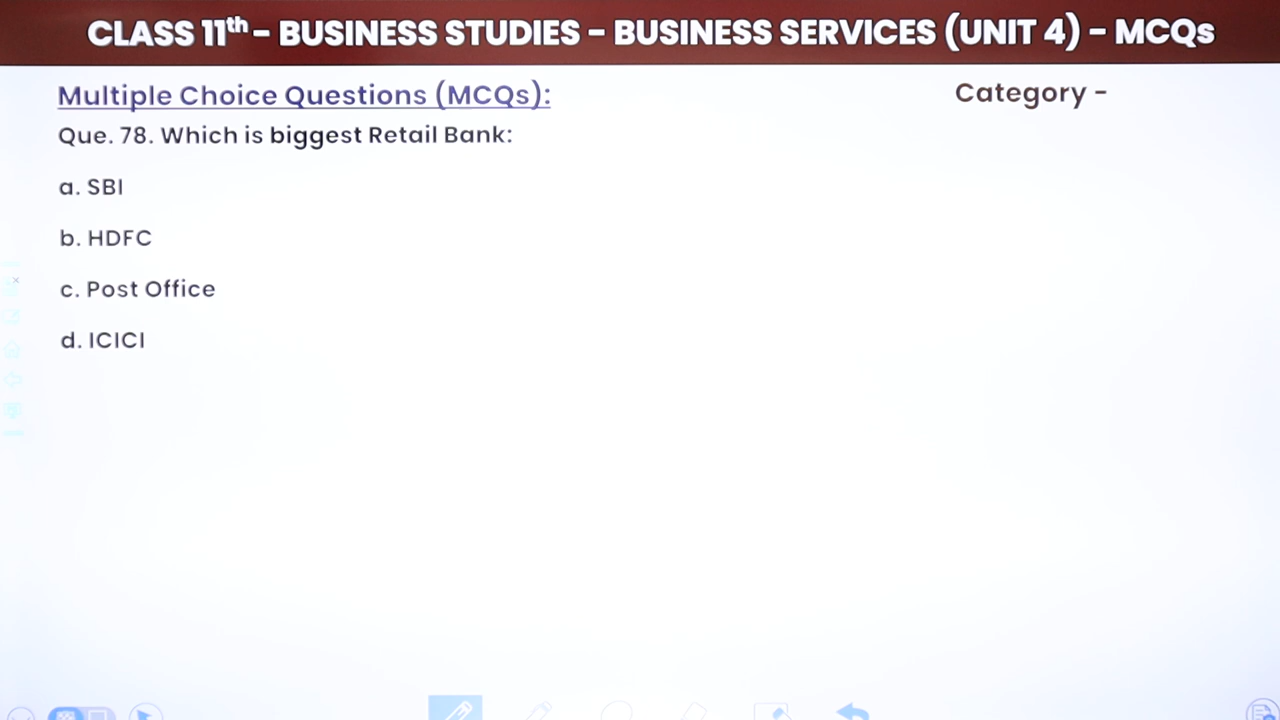 CLASS 11th - BUSINESS STUDIES - BUSINESS SERVICES (UNIT 4) - MCQs
Multiple Choice Questions (MCQs):
Category -
Que. 78. Which is biggest Retail Bank:
a. SBI
b. HDFC
c. Post Office
d. ICICI